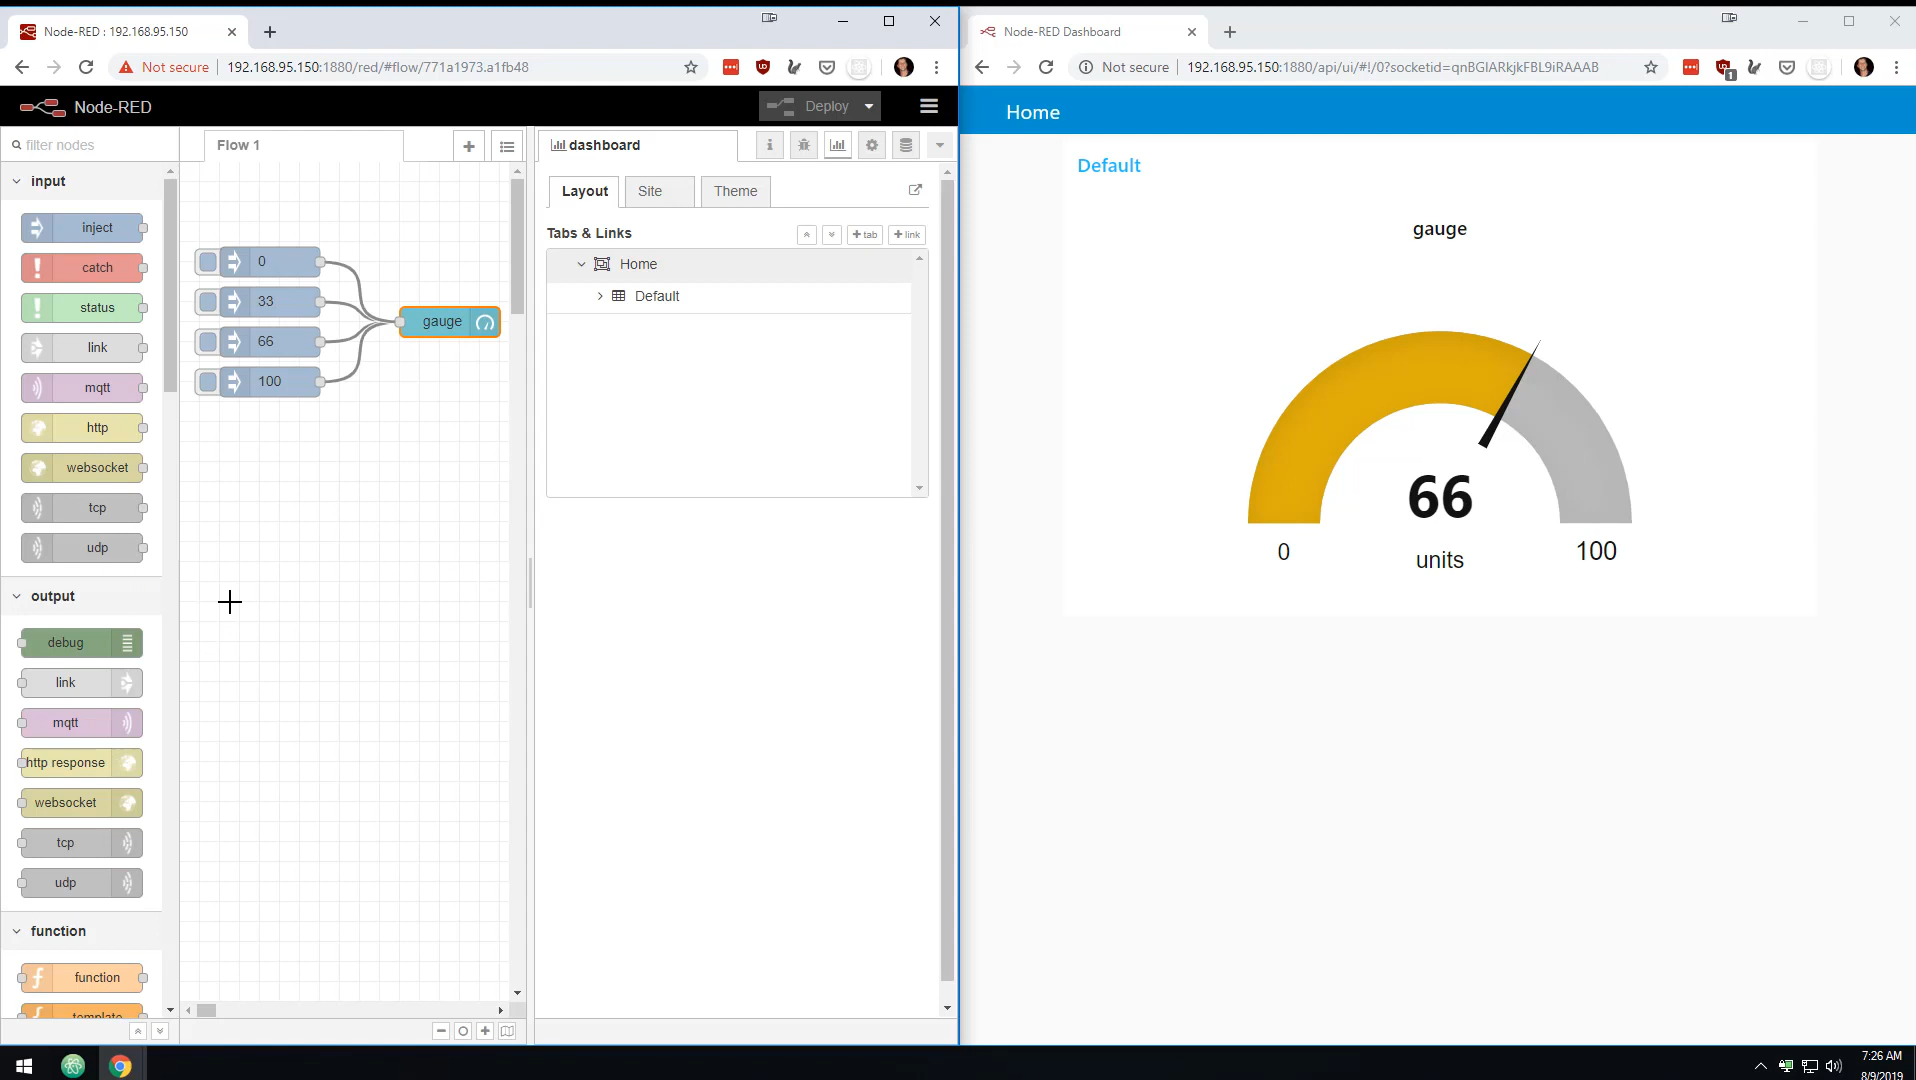 Node-RED : 192.168.95.150
Not secure
192.168.95.150:1880/red/#flow/771a1973.a1fb48
Node-RED
Deploy
filter nodes
input
inject
catch
status
link
mqtt
http
websocket
tcp
udp
output
debug
link
mqtt
http response
websocket
tcp
udp
function
function
template
Flow 1
0
33
66
100
gauge
dashboard
Layout
Site
Theme
Tabs & Links
tab
link
Home
Default
Node-RED Dashboard
Not secure
192.168.95.150:1880/api/ui/#!/0?socketid=qnBGIARkjkFBL9iRAAAB
1
Home
Default
gauge
66
0
units
100
7:26 AM
8/9/2019